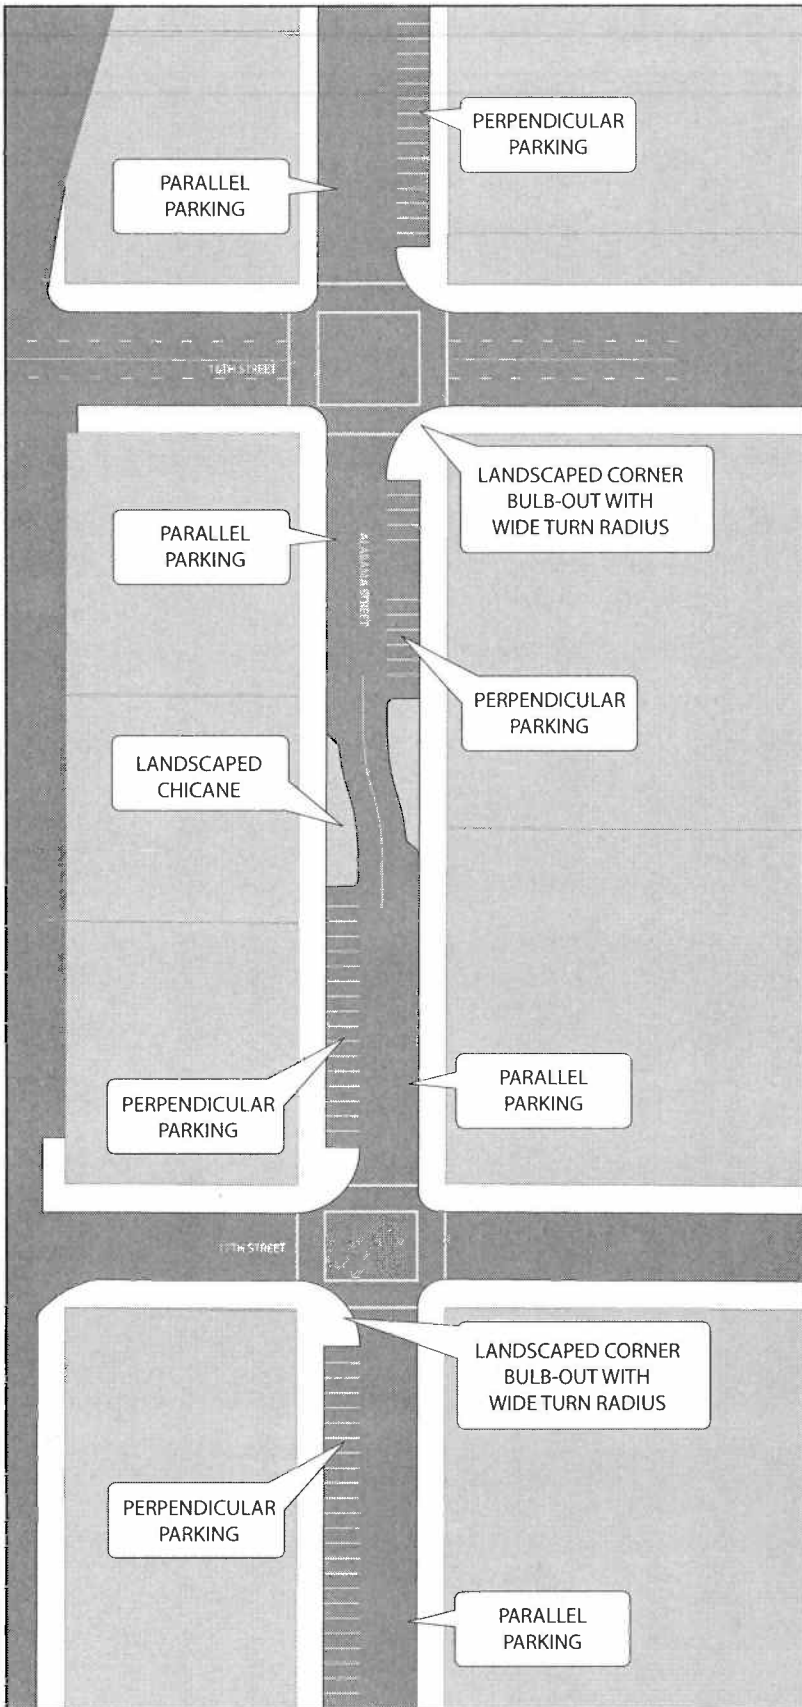 PERPENDICULAR
PARKING
PARALLEL
PARKING
16TH STREET
LANDSCAPED CORNER
BULB-OUT WITH
WIDE TURN RADIUS
PARALLEL
PARKING
ALABAMA STREET
PERPENDICULAR
PARKING
LANDSCAPED
CHICANE
PARALLEL
PARKING
PERPENDICULAR
PARKING
17TH STREET
LANDSCAPED CORNER
BULB-OUT WITH
WIDE TURN RADIUS
PERPENDICULAR
PARKING
PARALLEL
PARKING